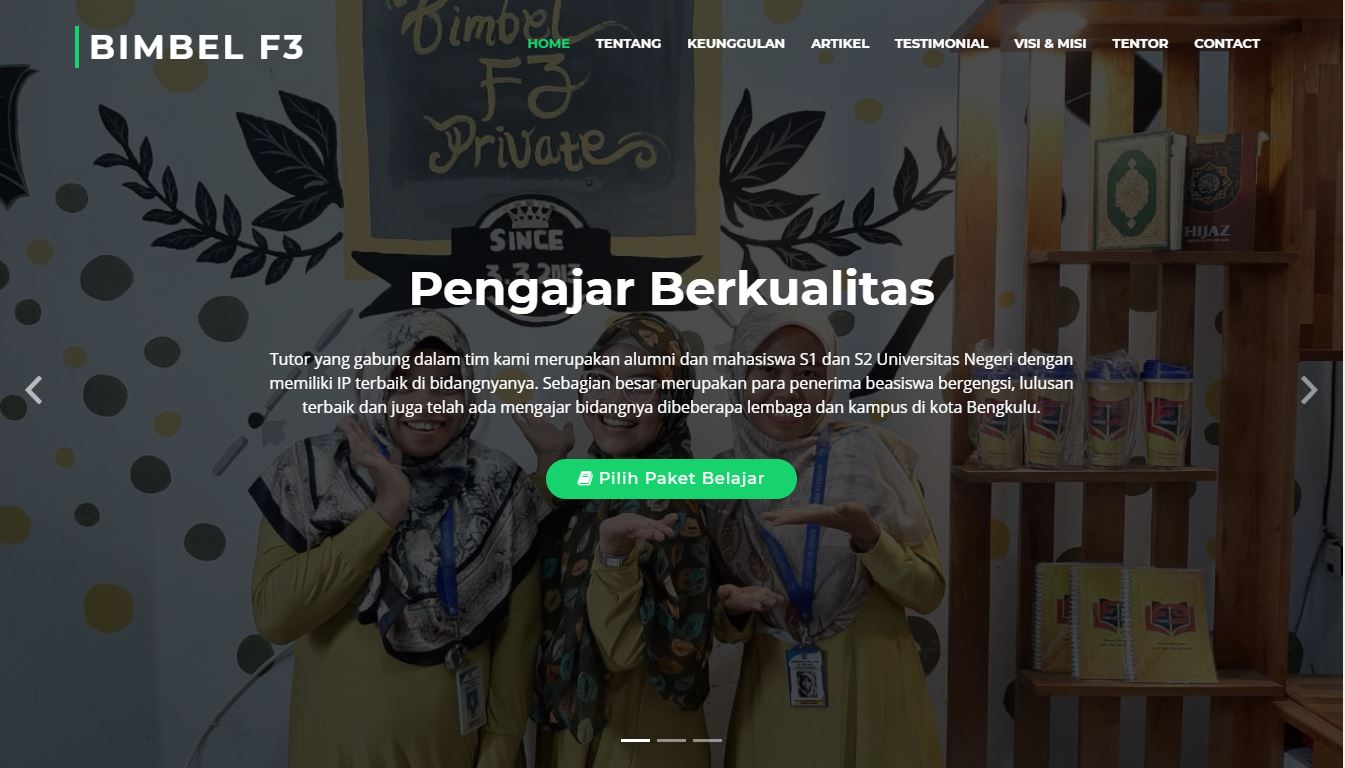 BIMBEL F3
HOME TENTANG KEUNGGULAN ARTIKEL TESTIMONIAL VISI & MISI TENTOR CONTACT
Bimbel
F3
Private
SINCE
HIJAZ
Pengajar Berkualitas
Tutor yang gabung dalam tim kami merupakan alumni dan mahasiswa S1 dan S2 Universitas Negeri dengan
memiliki IP terbaik di bidangnyanya. Sebagian besar merupakan para penerima beasiswa bergengsi, lulusan
terbaik dan juga telah ada mengajar bidangnya dibeberapa lembaga dan kampus di kota Bengkulu.
Pilih Paket Belajar